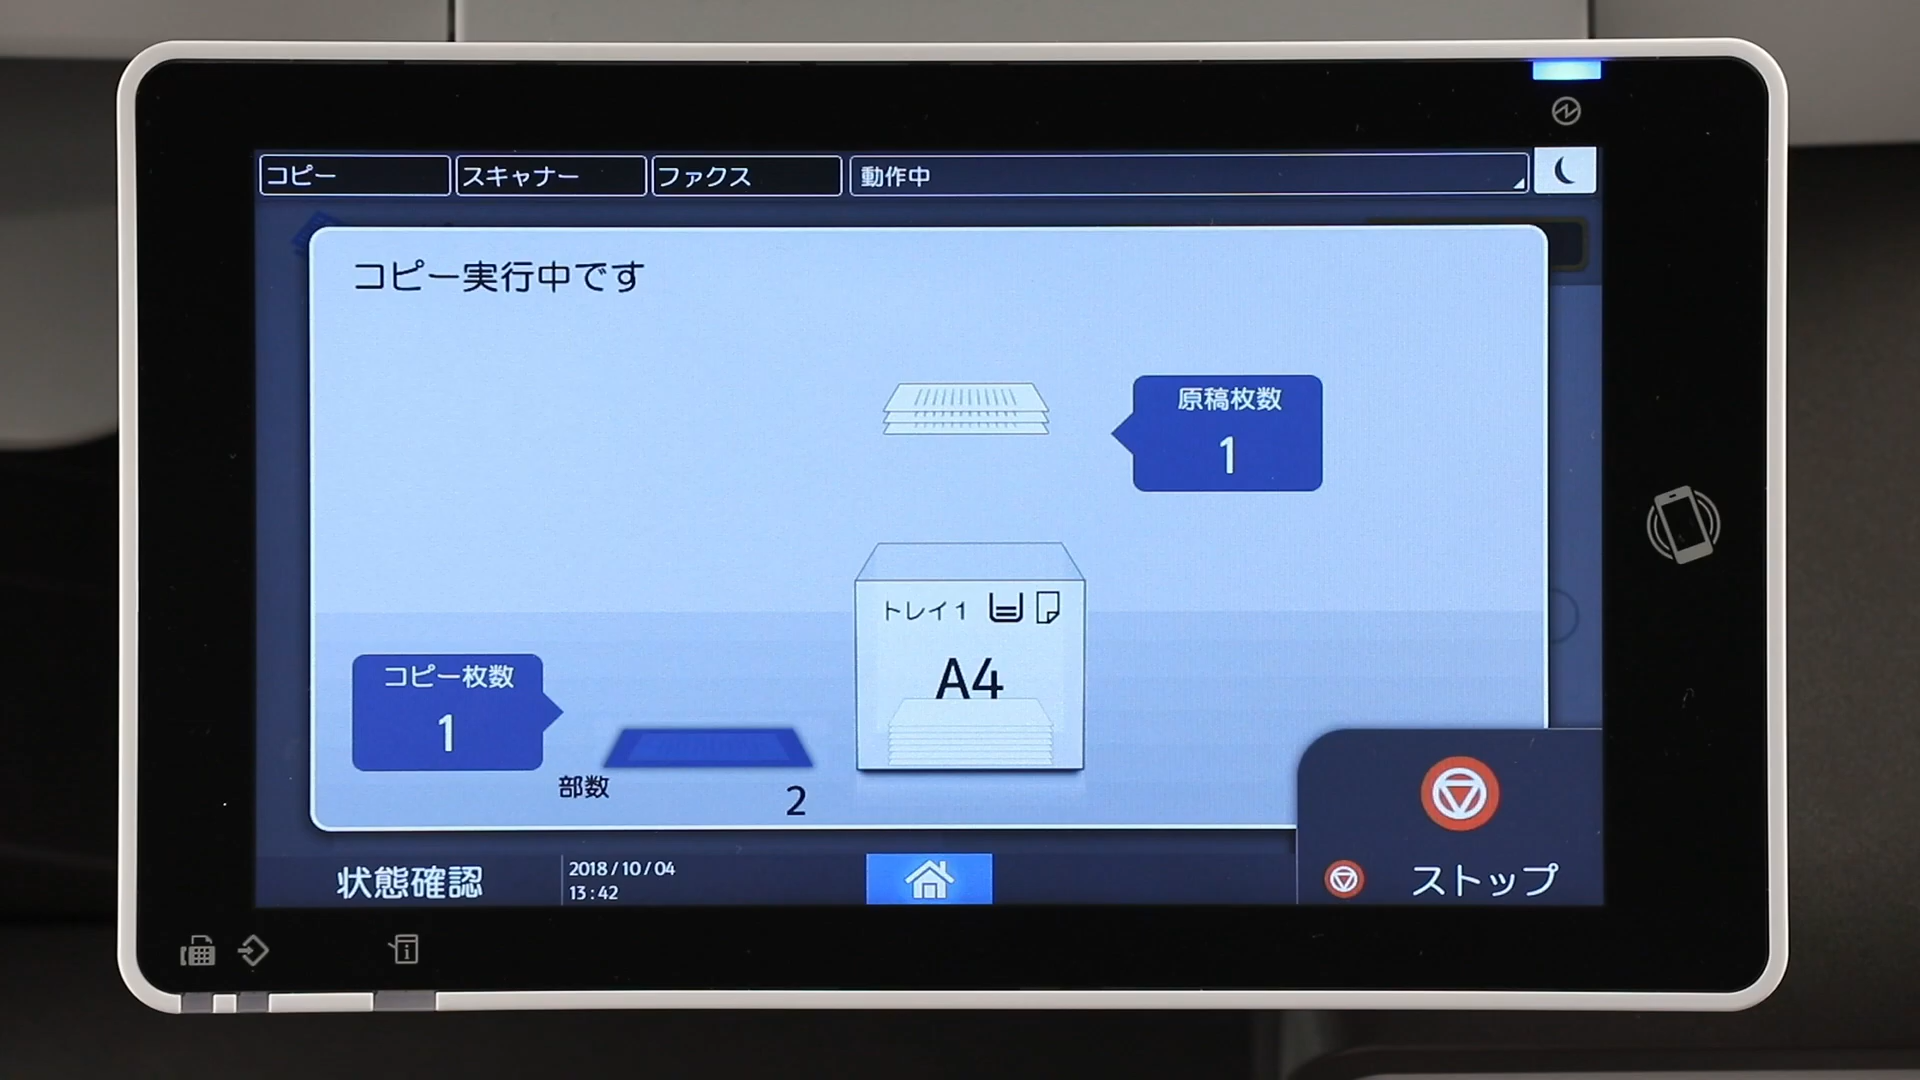 コピー
スキャナー
ファクス
動作中
コピー実行中です
原稿枚数
1
トレイ1
A4
コピー枚数
1
部数
2
状態確認
2018/10/04
13:42
ストップ